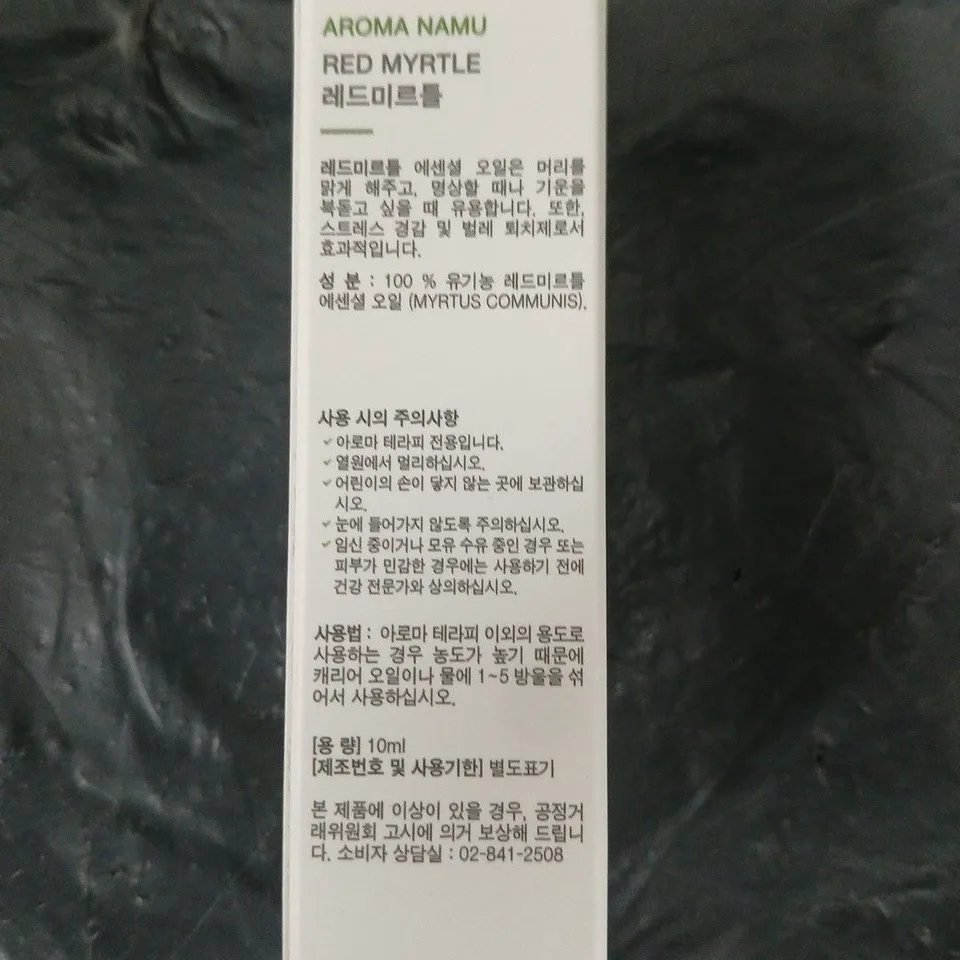 AROMA NAMU
RED MYRTLE
레드미르틀
레드미르틀 에센셜 오일은 머리를
맑게 해주고, 명상할 때나 기운을
북돋고 싶을 때 유용합니다. 또한,
스트레스 경감 및 벌레 퇴치제로서
효과적입니다.
성 분 : 100 % 유기농 레드미르틀
에센셜 오일 (MYRTUS COMMUNIS).
사용 시의 주의사항
아로마 테라피 전용입니다.
열원에서 멀리하십시오.
어린이의 손이 닿지 않는 곳에 보관하십
시오.
눈에 들어가지 않도록 주의하십시오.
임신 중이거나 모유 수유 중인 경우 또는
피부가 민감한 경우에는 사용하기 전에
건강 전문가와 상의하십시오.
사용법 : 아로마 테라피 이외의 용도로
사용하는 경우 농도가 높기 때문에
캐리어 오일이나 물에 1~5 방울을 섞
어서 사용하십시오.
[용 량] 10ml
[제조번호 및 사용기한] 별도표기
본 제품에 이상이 있을 경우, 공정거
래위원회 고시에 의거 보상해 드립니
다. 소비자 상담실 : 02-841-2508